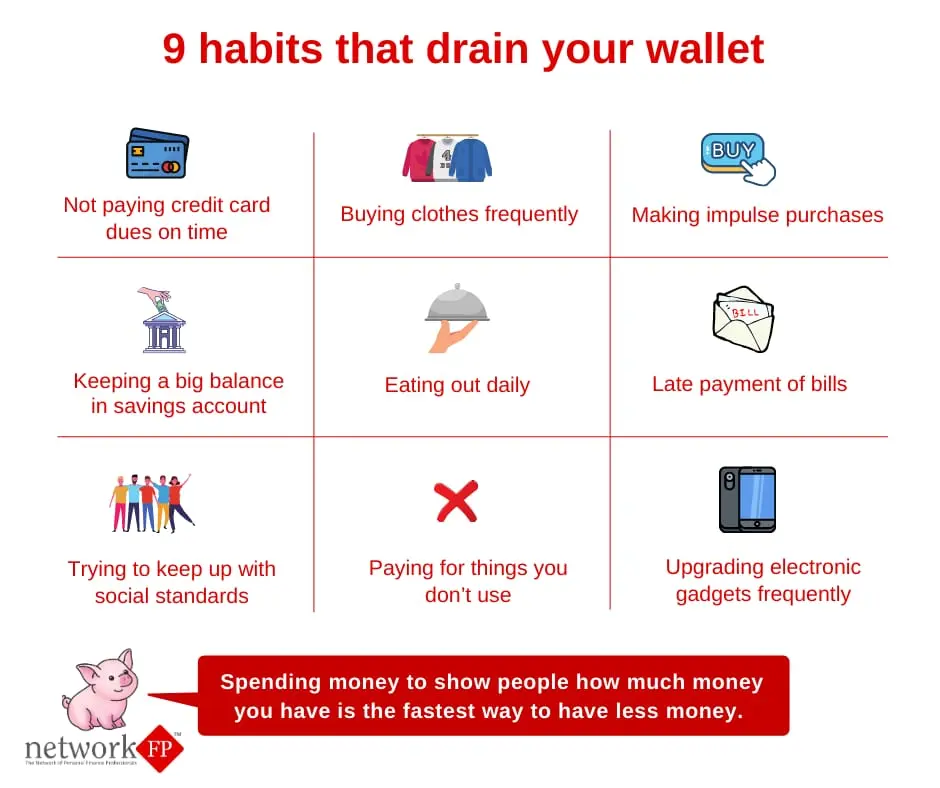 9 habits that drain your wallet
Not paying credit card
dues on time
Buying clothes frequently
BUY
Making impulse purchases
Keeping a big balance
in savings account
Eating out daily
BILL
Late payment of bills
Trying to keep up with
social standards
Paying for things you
don't use
Upgrading electronic
gadgets frequently
Spending money to show people how much money
you have is the fastest way to have less money.
network FP ™
The Network of Personal Finance Professionals